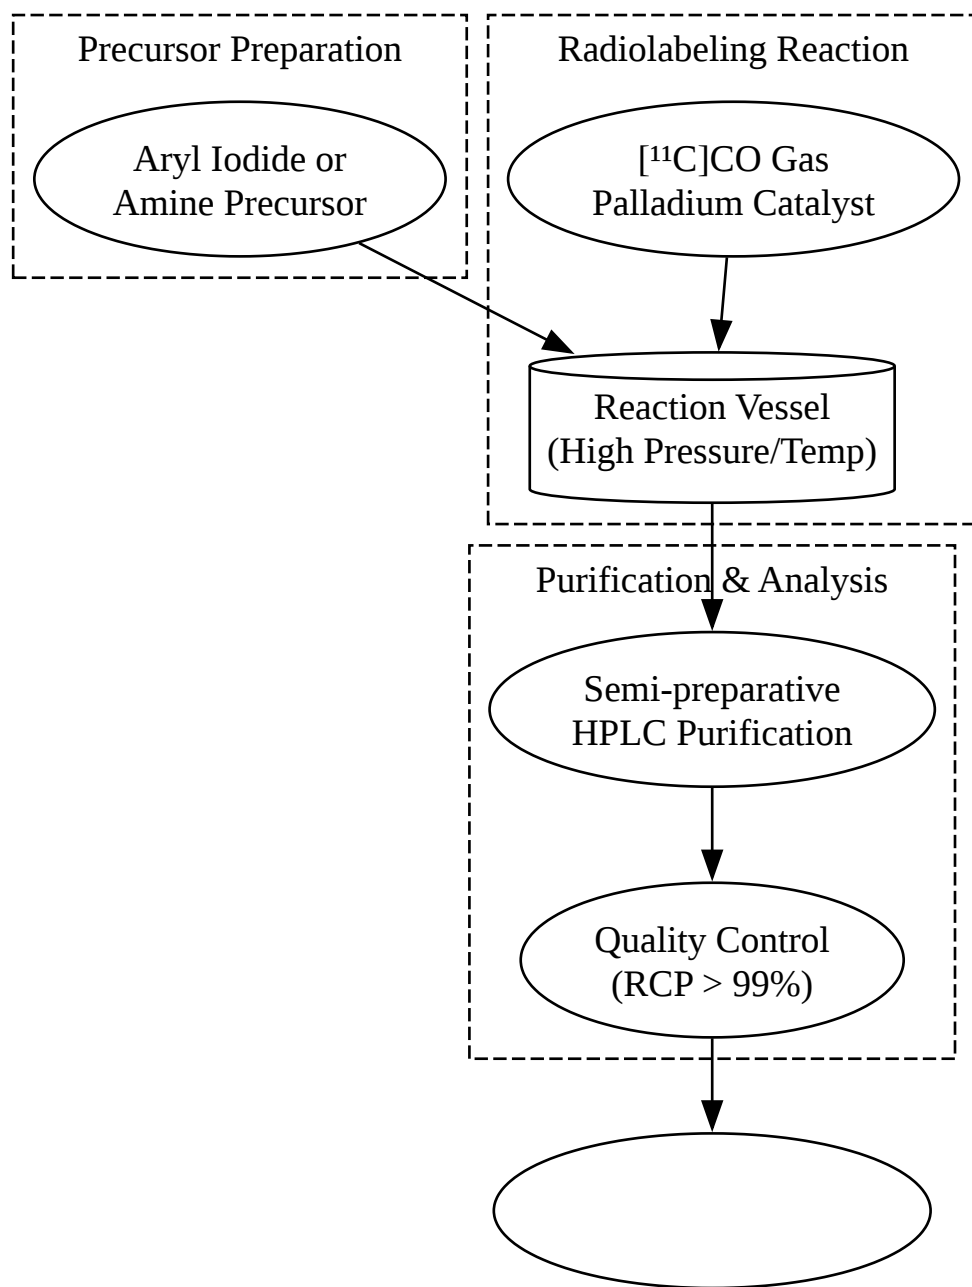 Precursor Preparation
Aryl Iodide or
Amine Precursor
Radiolabeling Reaction
[¹¹C]CO Gas
Palladium Catalyst
Reaction Vessel
(High Pressure/Temp)
Purification & Analysis
Semi-preparative
HPLC Purification
Quality Control
(RCP > 99%)